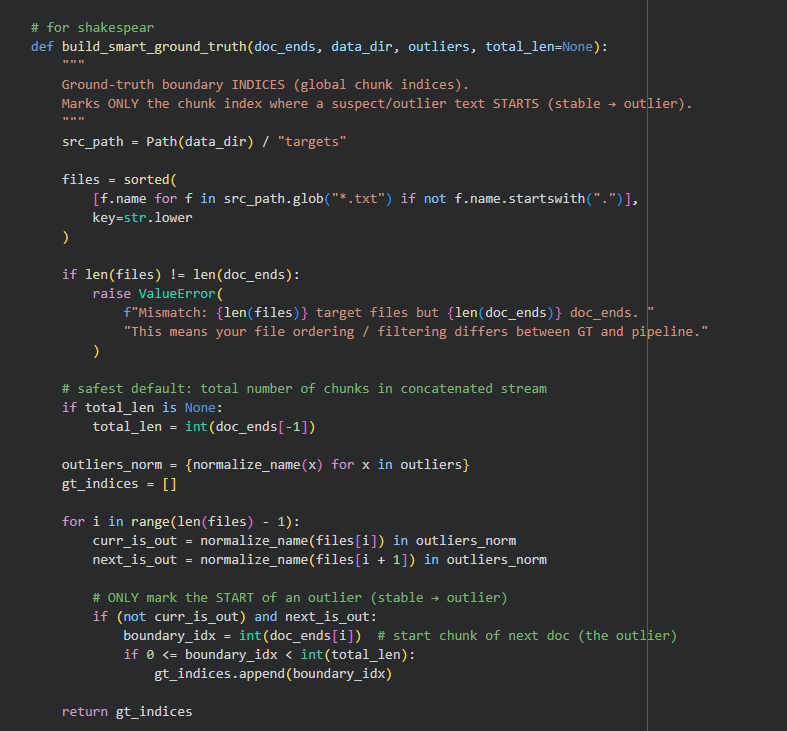 # for shakespear
def build_smart_ground_truth(doc_ends, data_dir, outliers, total_len=None):
    """
    Ground-truth boundary INDICES (global chunk indices).
    Marks ONLY the chunk index where a suspect/outlier text STARTS (stable → outlier).
    """
    src_path = Path(data_dir) / "targets"

    files = sorted(
        [f.name for f in src_path.glob("*.txt") if not f.name.startswith(".")],
        key=str.lower
    )

    if len(files) != len(doc_ends):
        raise ValueError(
            f"Mismatch: {len(files)} target files but {len(doc_ends)} doc_ends. "
            "This means your file ordering / filtering differs between GT and pipeline."
        )

    # safest default: total number of chunks in concatenated stream
    if total_len is None:
        total_len = int(doc_ends[-1])

    outliers_norm = {normalize_name(x) for x in outliers}
    gt_indices = []

    for i in range(len(files) - 1):
        curr_is_out = normalize_name(files[i]) in outliers_norm
        next_is_out = normalize_name(files[i + 1]) in outliers_norm

        # ONLY mark the START of an outlier (stable → outlier)
        if (not curr_is_out) and next_is_out:
            boundary_idx = int(doc_ends[i])  # start chunk of next doc (the outlier)
            if 0 <= boundary_idx < int(total_len):
                gt_indices.append(boundary_idx)

    return gt_indices